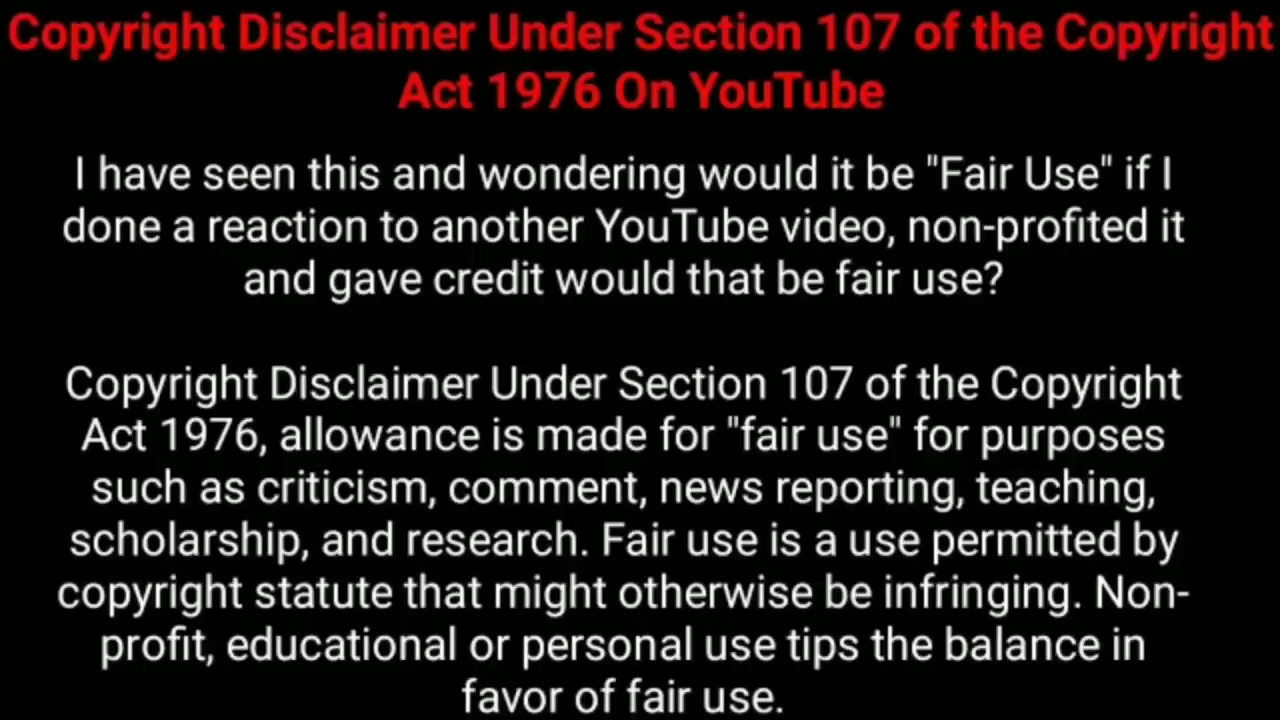 Copyright Disclaimer Under Section 107 of the Copyright
Act 1976 On YouTube
I have seen this and wondering would it be "Fair Use" if I
done a reaction to another YouTube video, non-profited it
and gave credit would that be fair use?
Copyright Disclaimer Under Section 107 of the Copyright
Act 1976, allowance is made for "fair use" for purposes
such as criticism, comment, news reporting, teaching,
scholarship, and research. Fair use is a use permitted by
copyright statute that might otherwise be infringing. Non-
profit, educational or personal use tips the balance in
favor of fair use.